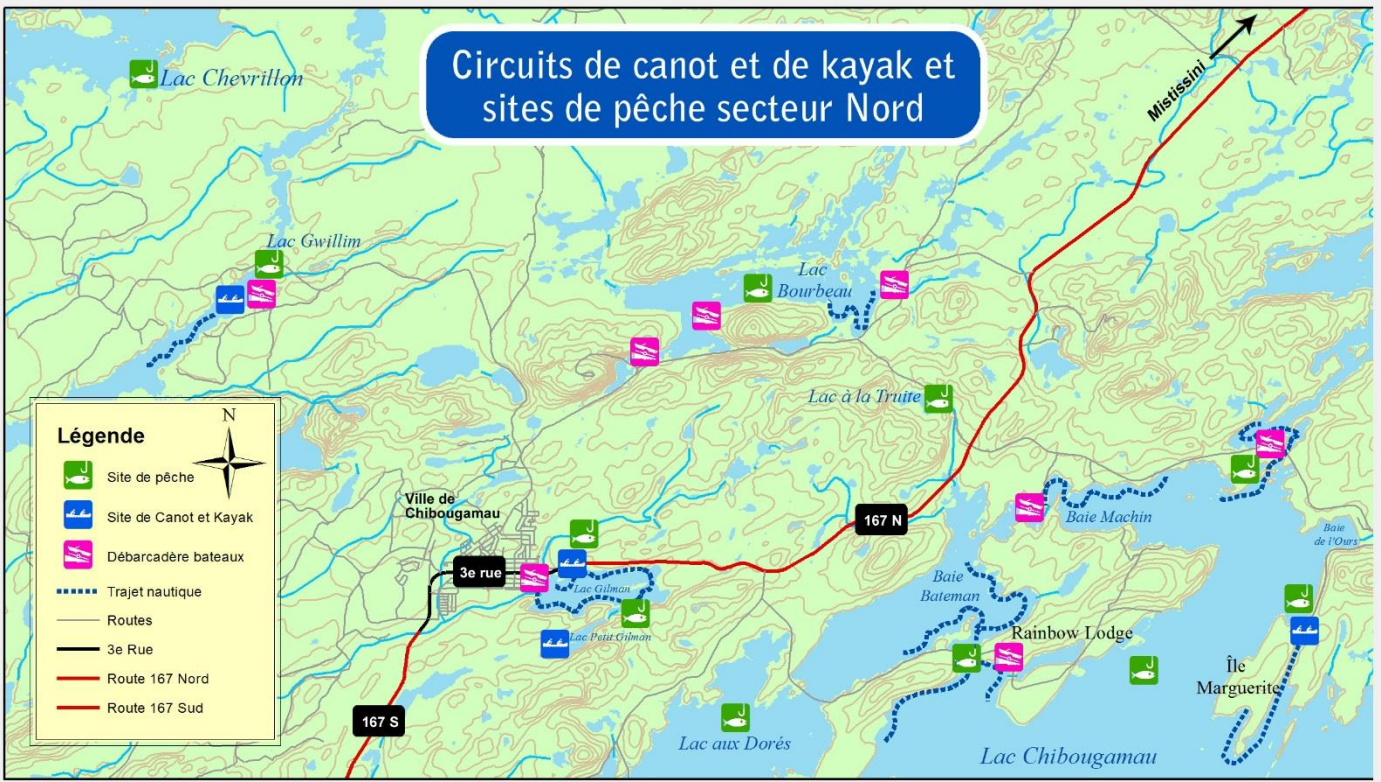 Circuits de canot et de kayak et
sites de pêche secteur Nord
Lac Chevrillon
Mistissini
Lac Gwillim
Lac
Bourbeau
Lac à la Truite
Légende
N
Site de pêche
Site de Canot et Kayak
Débarcadère bateaux
Trajet nautique
Routes
3e Rue
Route 167 Nord
Route 167 Sud
Ville de
Chibougamau
3e rue
167 N
167 S
Lac Gilman
Lac Petit Gilman
Lac aux Dorés
Baie Machin
Baie
de l'Ours
Baie
Bateman
Rainbow Lodge
Île
Marguerite
Lac Chibougamau